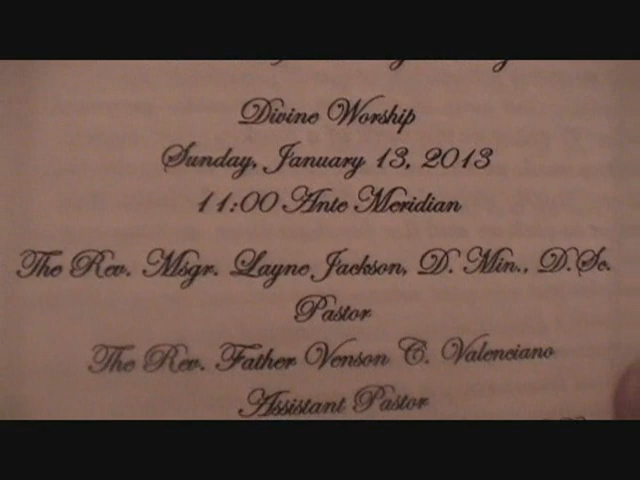 Divine Worship
Sunday, January 13, 2013
11:00 Ante Meridian
The Rev. Msgr. Layne Jackson, D. Min., D.Sc.
Pastor
The Rev. Father Venson C. Valenciano
Assistant Pastor